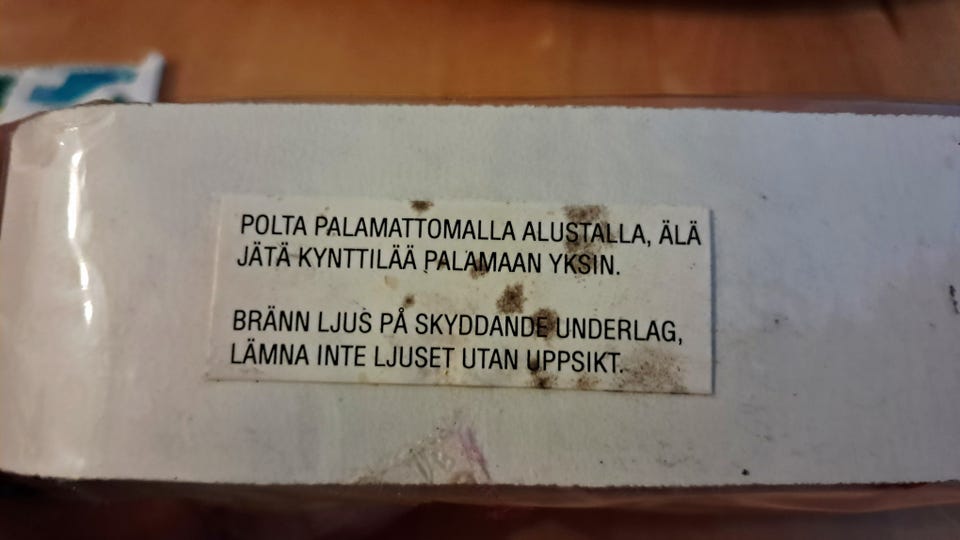 POLTA PALAMATTOMALLA ALUSTALLA, ÄLÄ
JÄTÄ KYNTTILÄÄ PALAMAAN YKSIN.
BRÄNN LJUS PÅ SKYDDANDE UNDERLAG,
LÄMNA INTE LJUSET UTAN UPPSIKT.